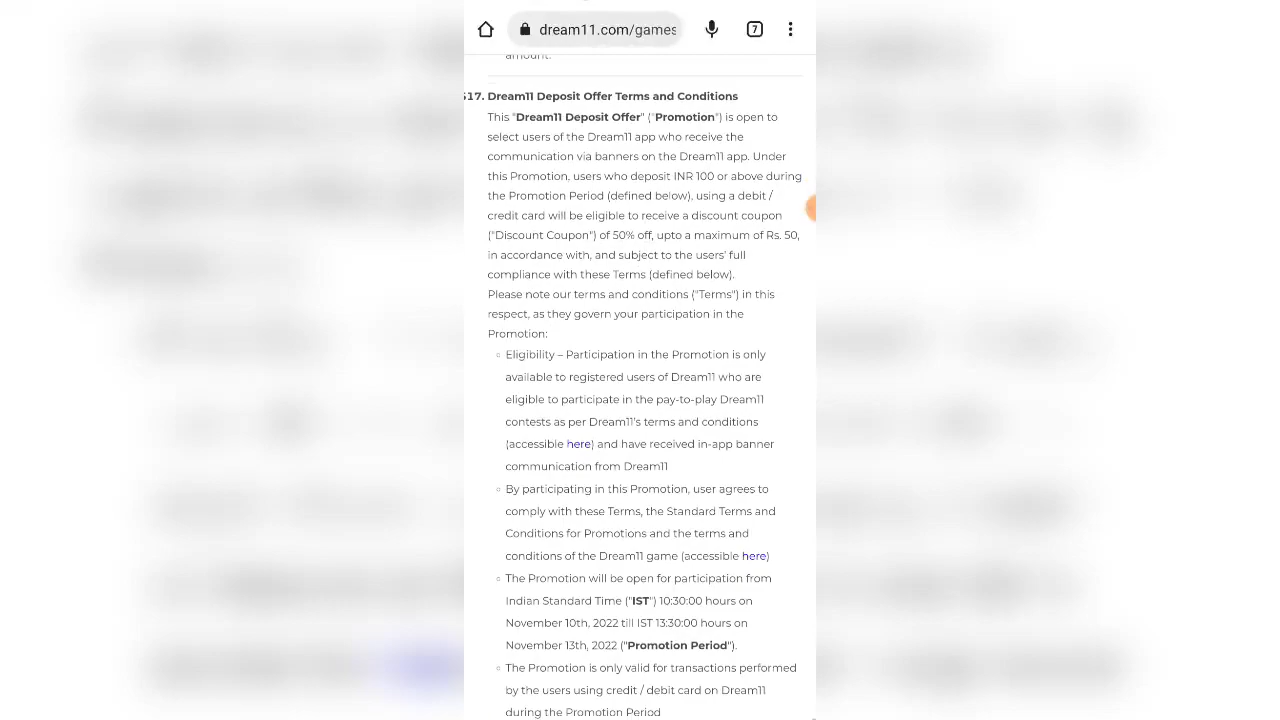 dream11.com/games
7
amount.
517. Dream11 Deposit Offer Terms and Conditions
This "Dream11 Deposit Offer" ("Promotion") is open to
select users of the Dream11 app who receive the
communication via banners on the Dream11 app. Under
this Promotion, users who deposit INR 100 or above during
the Promotion Period (defined below), using a debit /
credit card will be eligible to receive a discount coupon
("Discount Coupon") of 50% off, upto a maximum of Rs. 50,
in accordance with, and subject to the users' full
compliance with these Terms (defined below).
Please note our terms and conditions ("Terms") in this
respect, as they govern your participation in the
Promotion:
Eligibility – Participation in the Promotion is only
available to registered users of Dream11 who are
eligible to participate in the pay-to-play Dream11
contests as per Dream11's terms and conditions
(accessible here) and have received in-app banner
communication from Dream11
By participating in this Promotion, user agrees to
comply with these Terms, the Standard Terms and
Conditions for Promotions and the terms and
conditions of the Dream11 game (accessible here)
The Promotion will be open for participation from
Indian Standard Time ("IST") 10:30:00 hours on
November 10th, 2022 till IST 13:30:00 hours on
November 13th, 2022 ("Promotion Period").
The Promotion is only valid for transactions performed
by the users using credit / debit card on Dream11
during the Promotion Period